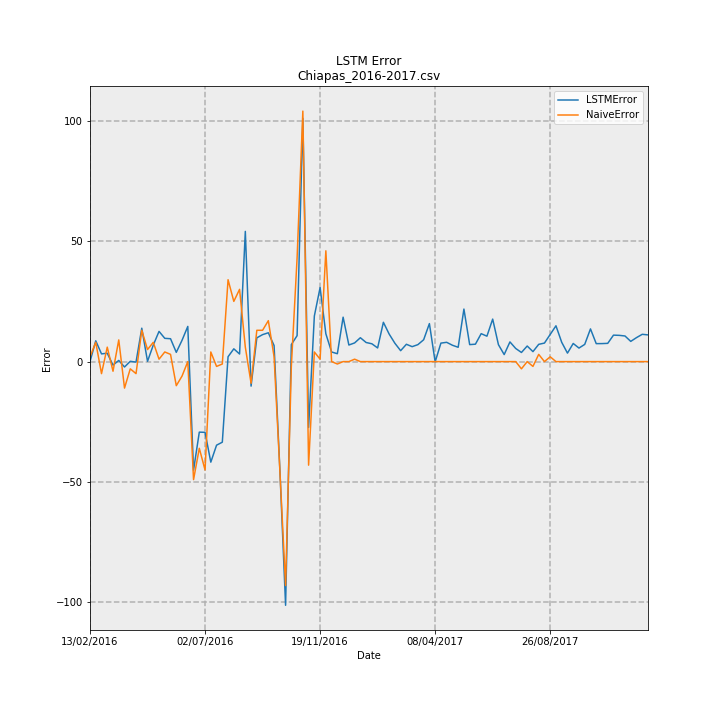 LSTM Error
Chiapas_2016-2017.csv
LSTMError
NaiveError
100
50
0
−50
−100
Error
13/02/2016
02/07/2016
19/11/2016
08/04/2017
26/08/2017
Date